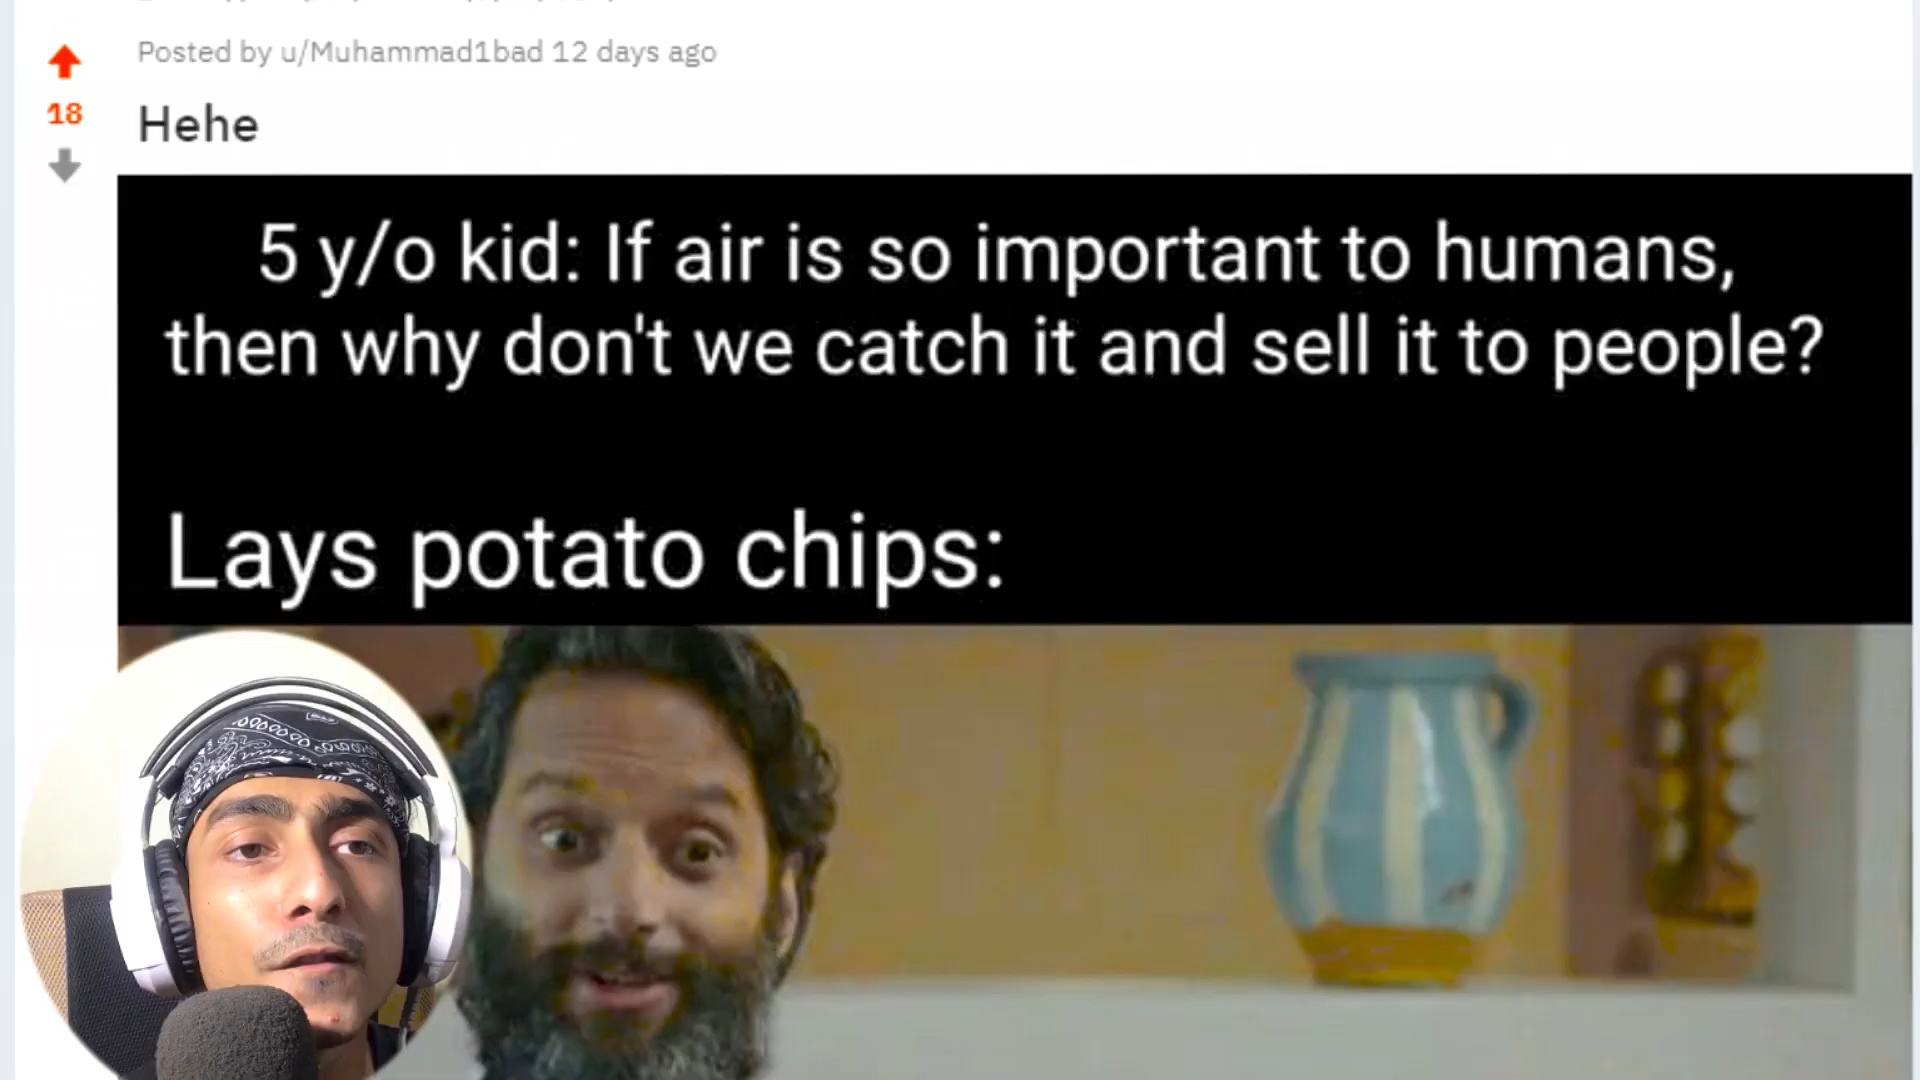 Posted by u/Muhammad1bad 12 days ago
18
Hehe
5 y/o kid: If air is so important to humans,
then why don't we catch it and sell it to people?
Lays potato chips: